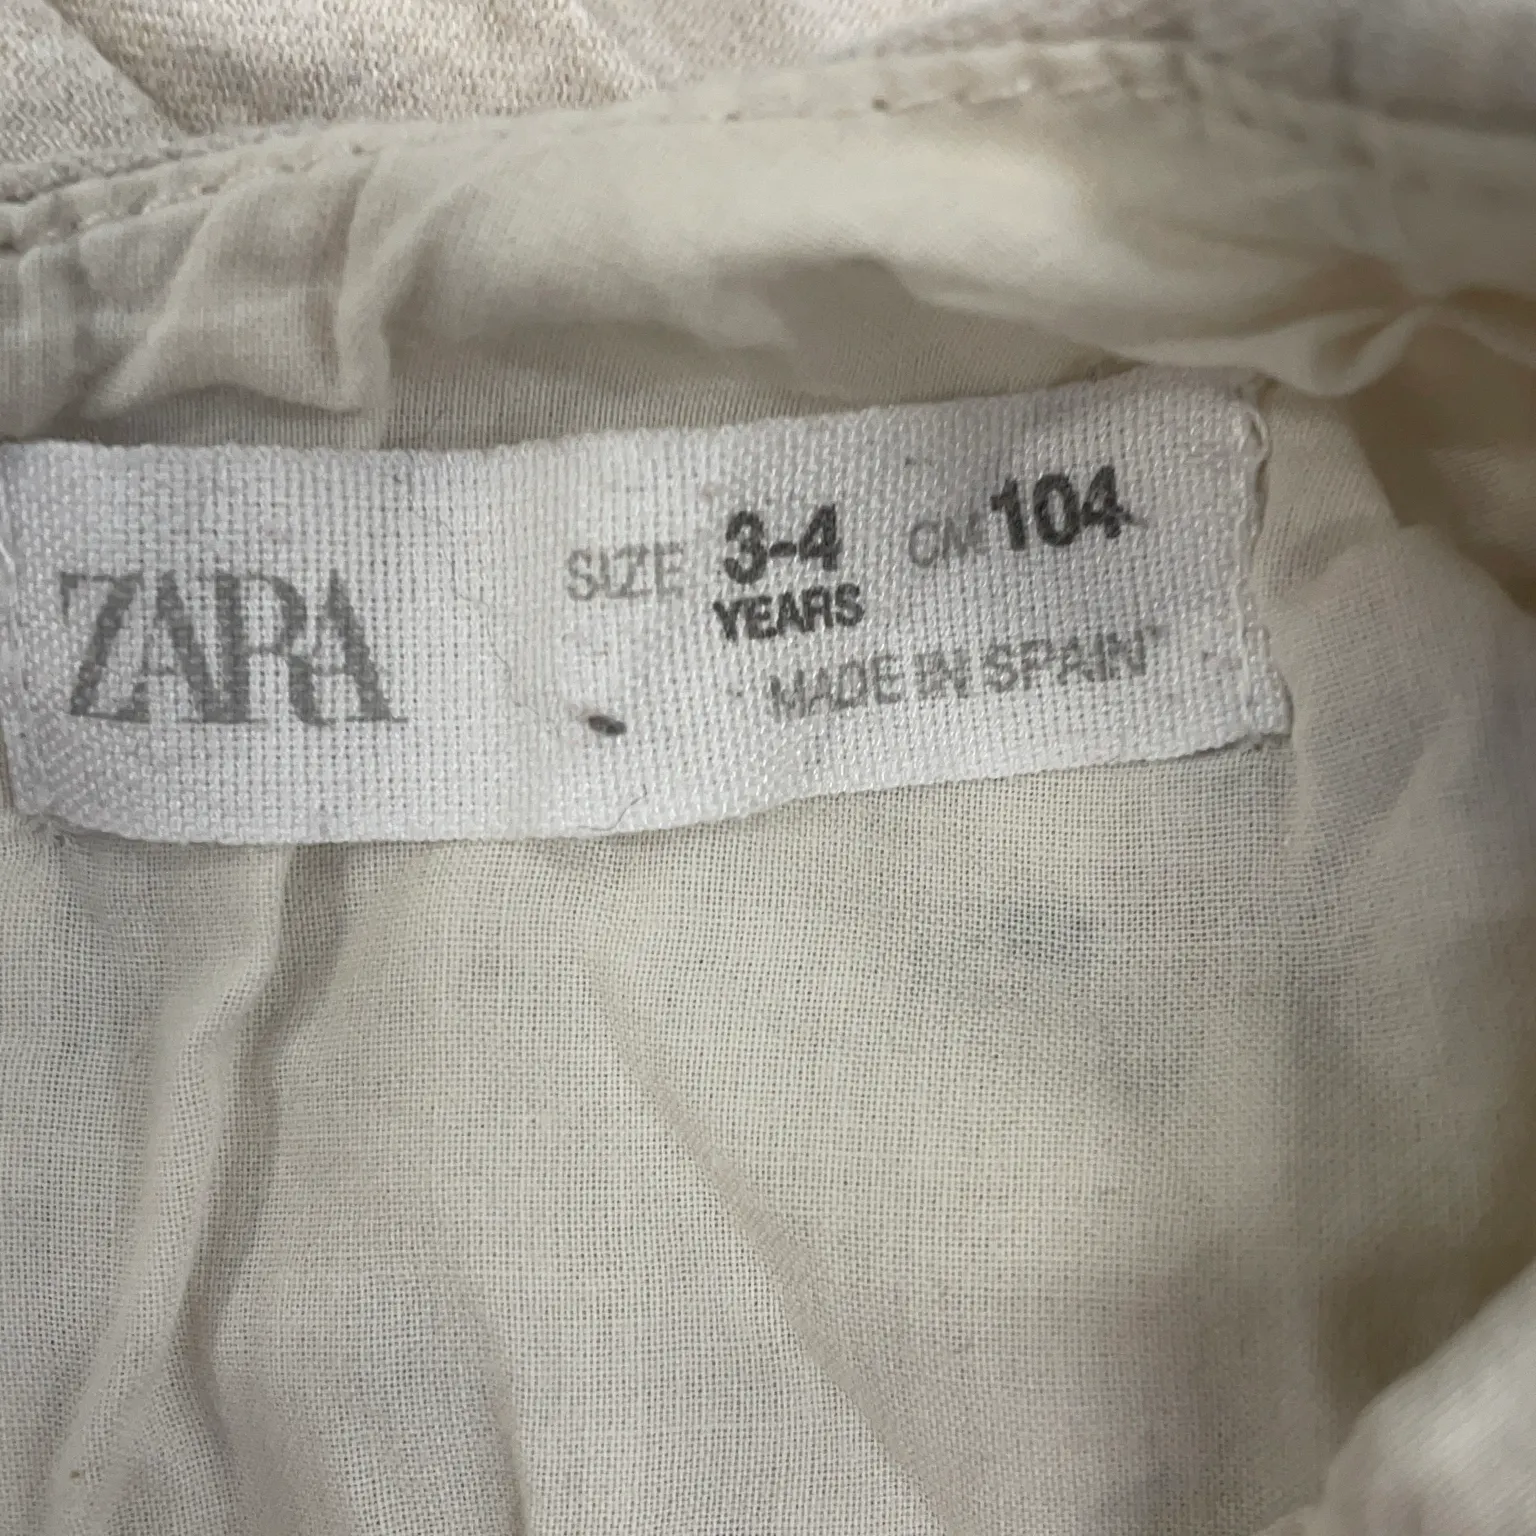 ZARA
SIZE 3-4 CM 104
YEARS
MADE IN SPAIN